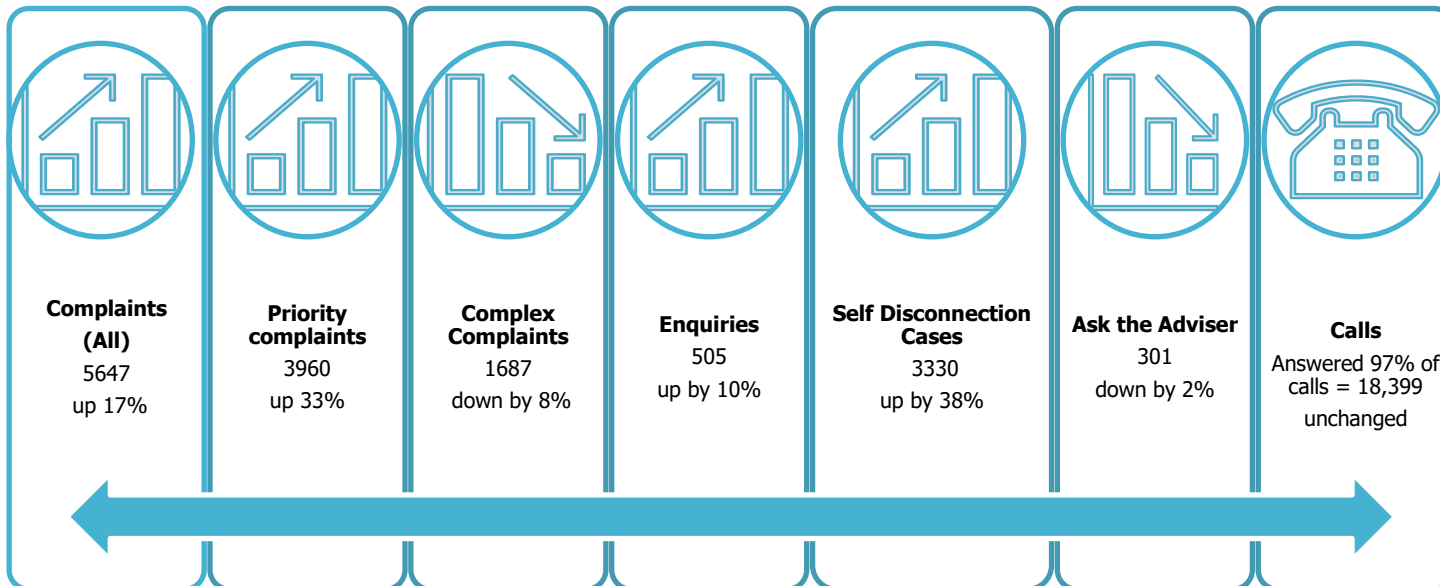 Complaints
(All)
5647
up 17%
Priority
complaints
3960
up 33%
Complex
Complaints
1687
down by 8%
Enquiries
505
up by 10%
Self Disconnection
Cases
3330
up by 38%
Ask the Adviser
301
down by 2%
Calls
Answered 97% of
calls = 18,399
unchanged